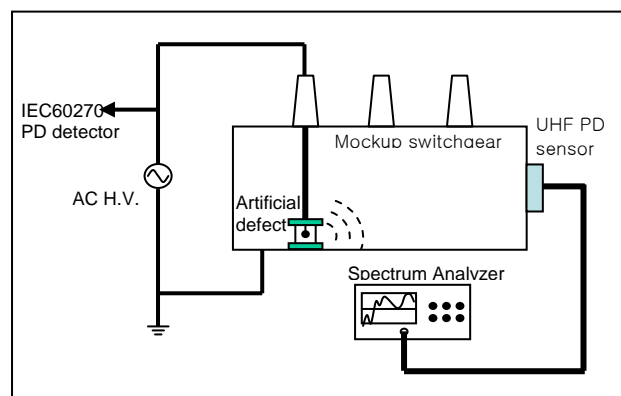 IEC60270
PD detector
AC H.V.
Mockup switchgear
UHF PD
sensor
Artificial
defect
Spectrum Analyzer